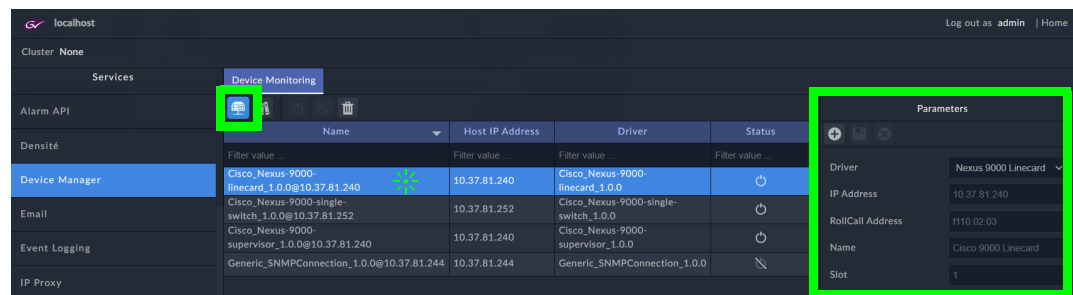 GV localhost
Log out as admin | Home
Cluster None
Services
Device Monitoring
Alarm API
Densité
Device Manager
Email
Event Logging
IP Proxy
Name Host IP Address Driver Status
Filter value ... Filter value ... Filter value ... Filter value ...
Cisco_Nexus-9000-
linecard_1.0.0@10.37.81.240 10.37.81.240 Cisco_Nexus-9000-
linecard_1.0.0
Cisco_Nexus-9000-single-
switch_1.0.0@10.37.81.252 10.37.81.252 Cisco_Nexus-9000-single-
switch_1.0.0
Cisco_Nexus-9000-
supervisor_1.0.0@10.37.81.240 10.37.81.240 Cisco_Nexus-9000-
supervisor_1.0.0
Generic_SNMPConnection_1.0.0@10.37.81.244 10.37.81.244 Generic_SNMPConnection_1.0.0
Parameters
Driver Nexus 9000 Linecard
IP Address 10.37.81.240
RollCall Address f110:02:03
Name Cisco 9000 Linecard
Slot 1